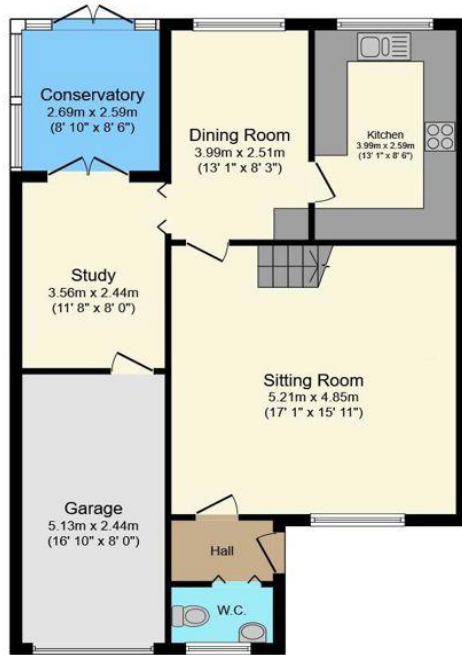 Conservatory
2.69m x 2.59m
(8' 10" x 8' 6")
Dining Room
3.99m x 2.51m
(13' 1" x 8' 3")
Kitchen
3.99m x 2.59m
(13' 1" x 8' 6")
Study
3.56m x 2.44m
(11' 8" x 8' 0")
Sitting Room
5.21m x 4.85m
(17' 1" x 15' 11")
Garage
5.13m x 2.44m
(16' 10" x 8' 0")
Hall
W.C.